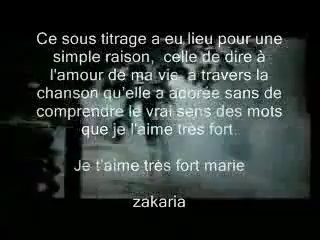 Ce sous titrage a eu lieu pour une
simple raison, celle de dire à
l'amour de ma vie a travers la
chanson qu'elle a adorée sans de
comprendre le vrai sens des mots
que je l'aime très fort.
Je t'aime très fort marie
zakaria